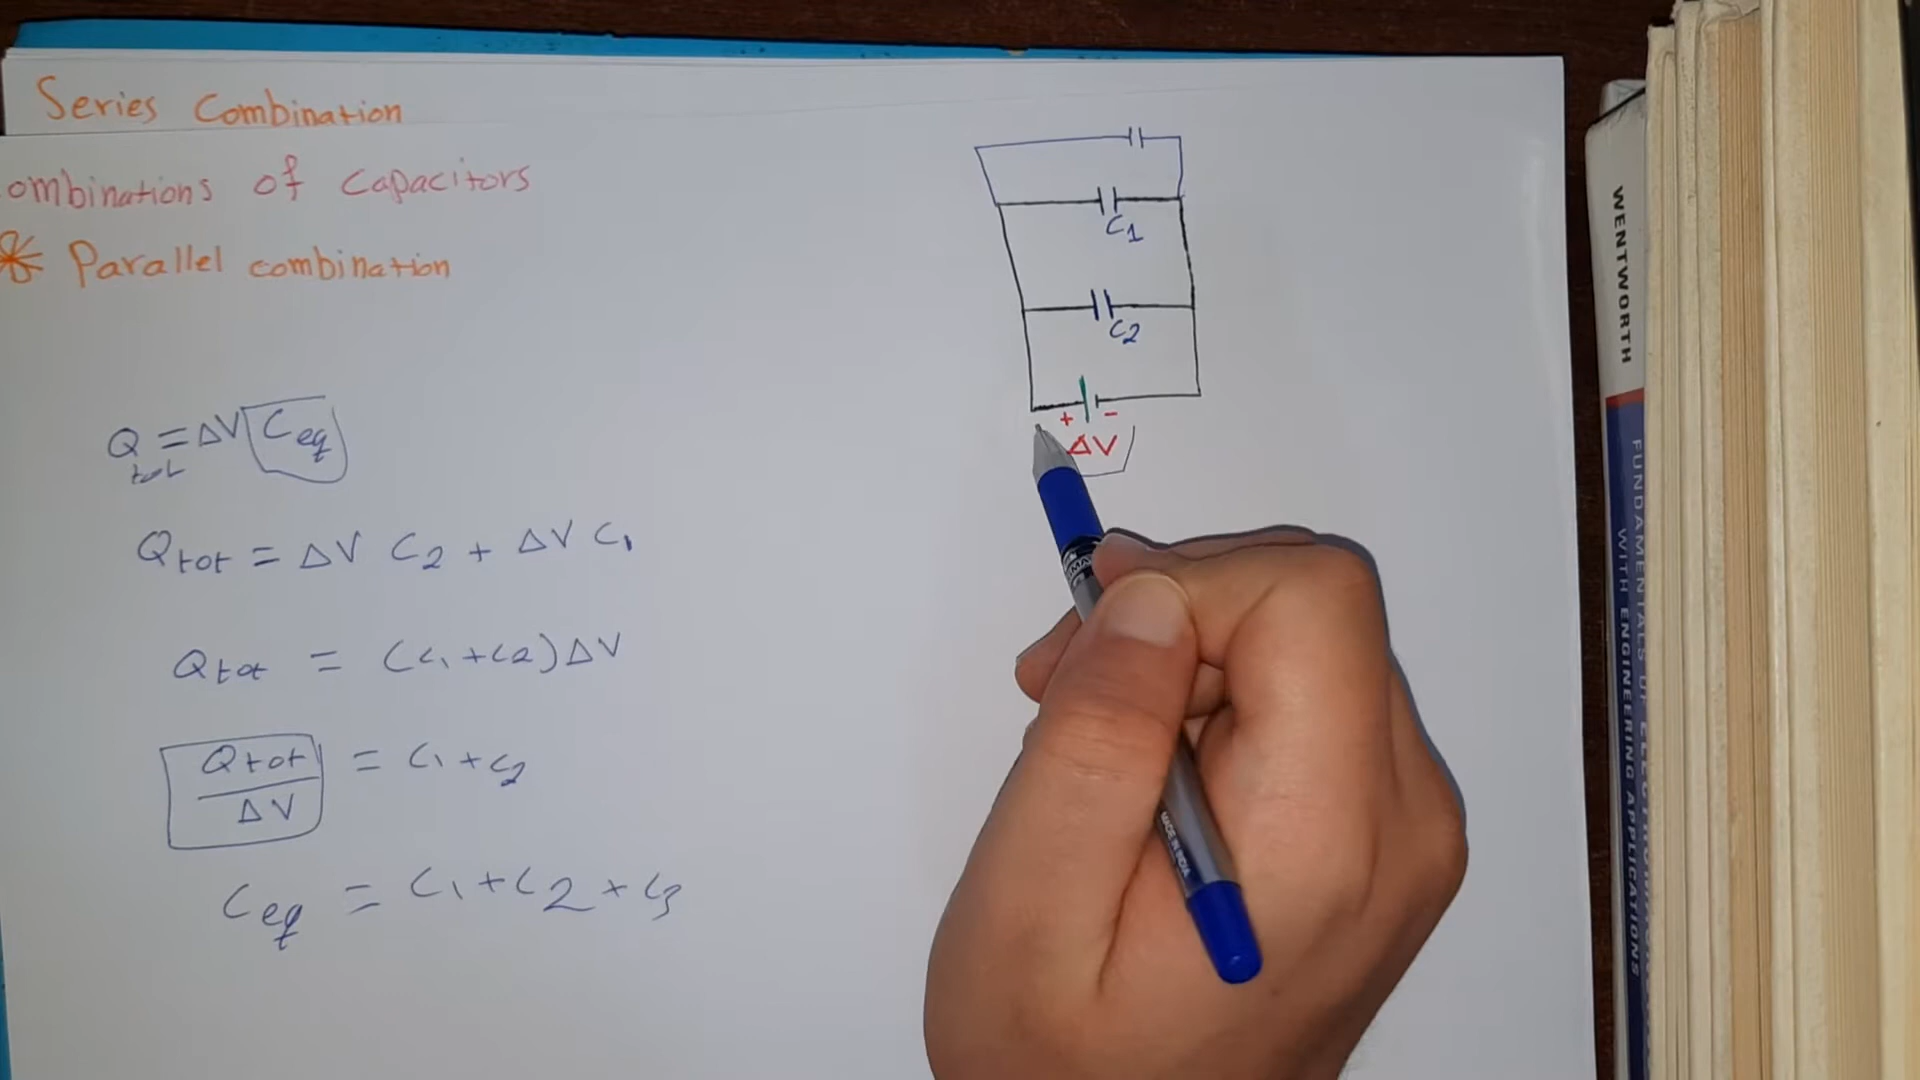 Series Combination
ombinations of Capacitors
* Parallel combination
Q tot = ΔV Ceq
Qtot = ΔV C2 + ΔV C1
Qtot = (C1 + C2) ΔV
Qtot / ΔV = C1 + C2
Ceq = C1 + C2 + C3
C1
C2
+ -
ΔV
MADE IN INDIA
WENTWORTH
FUNDAMENTALS OF
WITH ENGINEERING APPLICATIONS